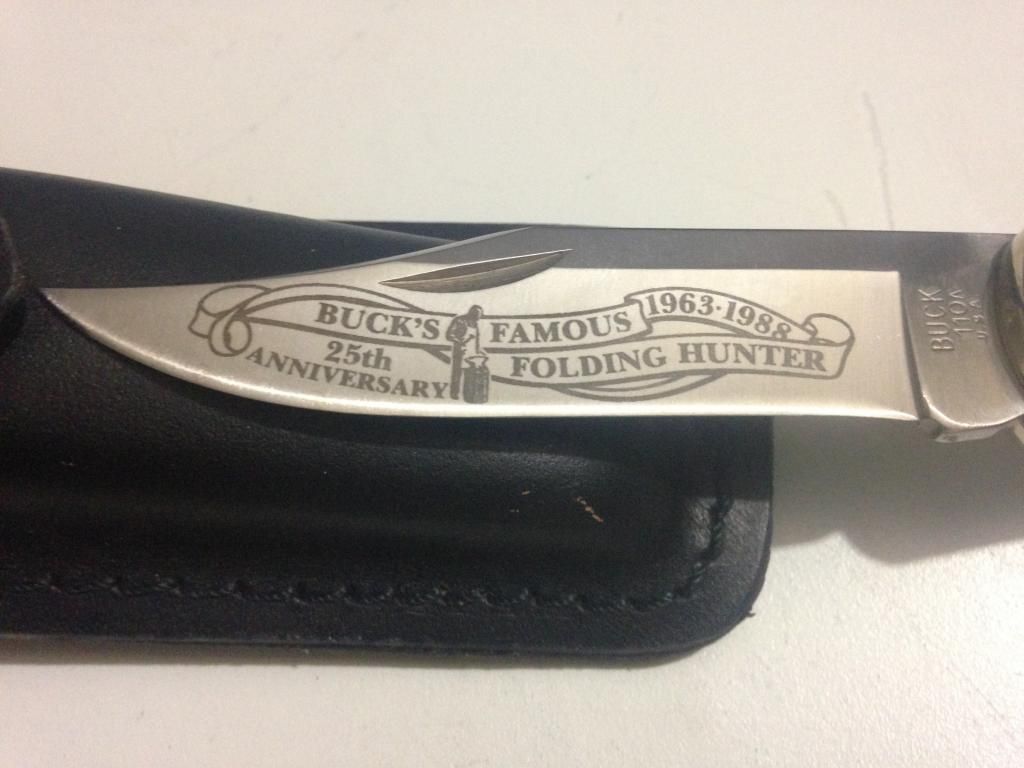 BUCK'S FAMOUS 1963·1988
25th ANNIVERSARY
FOLDING HUNTER
BUCK
110
U.S.A.